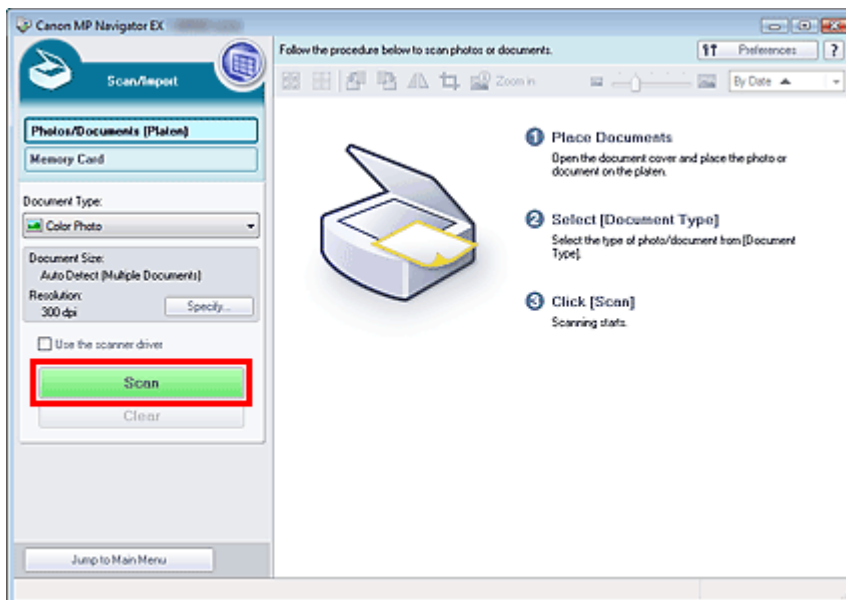 Canon MP Navigator EX
Scan/Import
Photos/Documents (Platen)
Memory Card
Document Type:
Color Photo
Document Size:
Auto Detect (Multiple Documents)
Resolution:
300 dpi
Specify...
Use the scanner driver
Scan
Clear
Jump to Main Menu
Follow the procedure below to scan photos or documents.
Preferences
?
Zoom in
By Date
1 Place Documents
Open the document cover and place the photo or
document on the platen.
2 Select [Document Type]
Select the type of photo/document from [Document
Type].
3 Click [Scan]
Scanning starts.